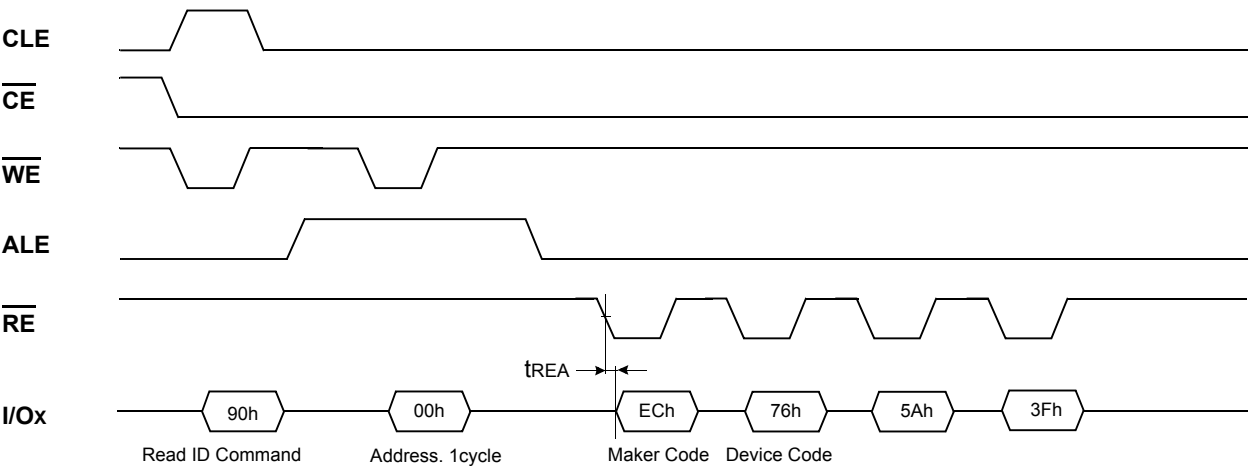 CLE
CE
WE
ALE
RE
tREA
I/Ox
90h
00h
ECh
76h
5Ah
3Fh
Read ID Command
Address. 1cycle
Maker Code
Device Code